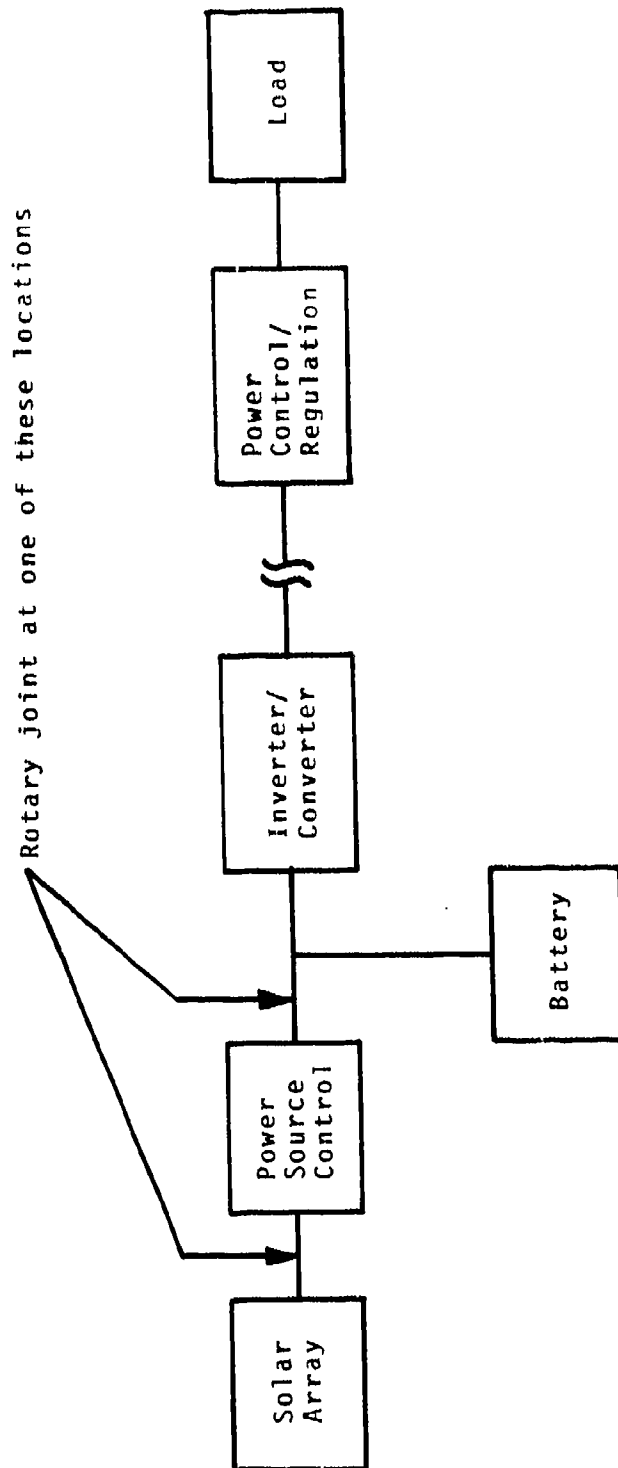 Rotary joint at one of these locations
Solar
Array
Power
Source
Control
Battery
Inverter/
Converter
Power
Control/
Regulation
Load